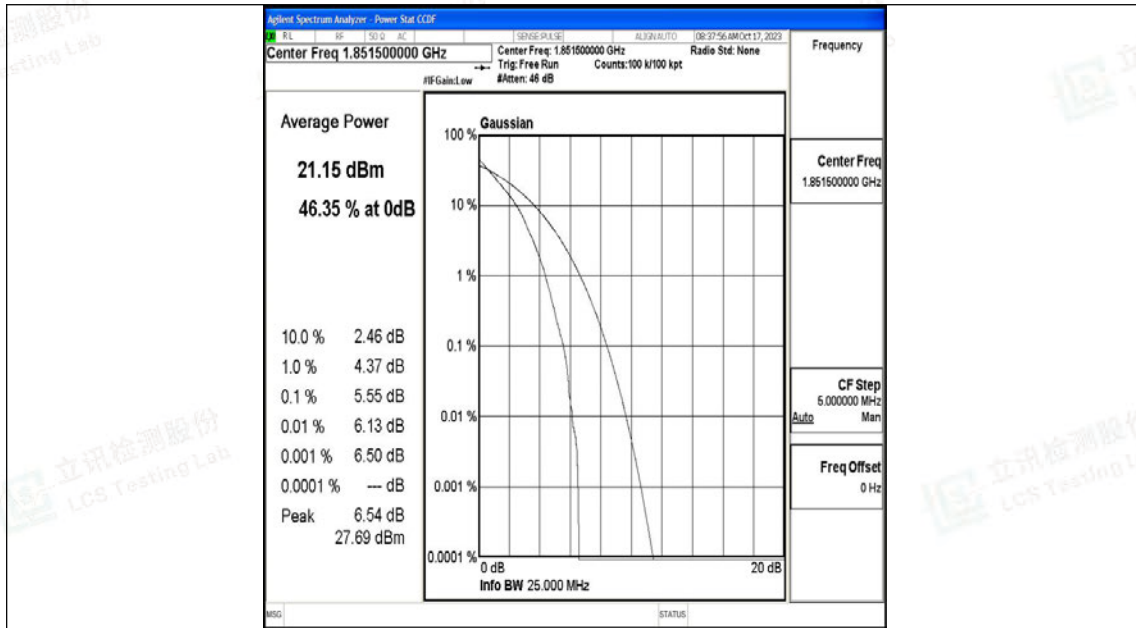 Agilent Spectrum Analyzer - Power Stat CCDF
RL RF 50 Ω AC SENSE:PULSE ALIGNAUTO 08:37:56 AM Oct 17, 2023
Center Freq 1.851500000 GHz
Center Freq: 1.851500000 GHz Radio Std: None
Trig: Free Run Counts:100 k/100 kpt
#IFGain:Low #Atten: 46 dB
Frequency
Average Power
21.15 dBm
46.35 % at 0dB
10.0 % 2.46 dB
1.0 % 4.37 dB
0.1 % 5.55 dB
0.01 % 6.13 dB
0.001 % 6.50 dB
0.0001 % --- dB
Peak 6.54 dB
27.69 dBm
Gaussian
100 %
10 %
1 %
0.1 %
0.01 %
0.001 %
0.0001 %
0 dB 20 dB
Info BW 25.000 MHz
Center Freq
1.851500000 GHz
CF Step
5.000000 MHz
Auto Man
Freq Offset
0 Hz
MSG STATUS
立讯检测股份
LCS Testing Lab